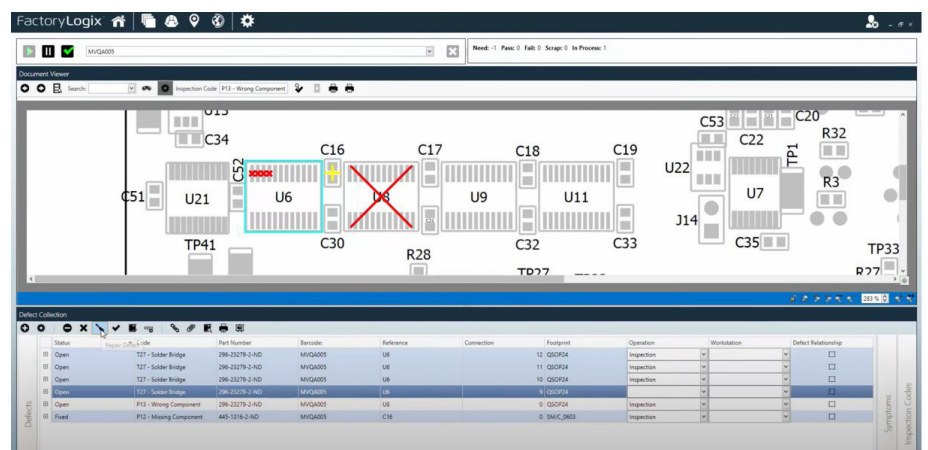 FactoryLogix
MVQA005
Need: -1 Pass: 0 Fail: 0 Scrap: 0 In Process: 1
Document Viewer
Search: Inspection Code P13 - Wrong Component
U15
C34
C16
C17
C18
C19
C53
C20
C22
R32
TP1
U22
C52
C51
U21
U6
U8
U9
U11
U7
R3
J14
TP41
C30
R28
C32
C33
C35
TP33
TP27
R27
283 %
Defect Collection
Repair Defect
Status Code Part Number Barcode Reference Connection Footprint Operation Workstation Defect Relationship
Open T27 - Solder Bridge 296-23279-2-ND MVQA005 U6 12 QSOP24 Inspection
Open T27 - Solder Bridge 296-23279-2-ND MVQA005 U6 11 QSOP24 Inspection
Open T27 - Solder Bridge 296-23279-2-ND MVQA005 U6 10 QSOP24 Inspection
Open T27 - Solder Bridge 296-23279-2-ND MVQA005 U6 9 QSOP24 Inspection
Open P13 - Wrong Component 296-23279-2-ND MVQA005 U8 0 QSOP24 Inspection
Fixed P12 - Missing Component 445-1316-2-ND MVQA005 C16 0 SM/C_0603 Inspection
Defects
Symptoms
Inspection Codes